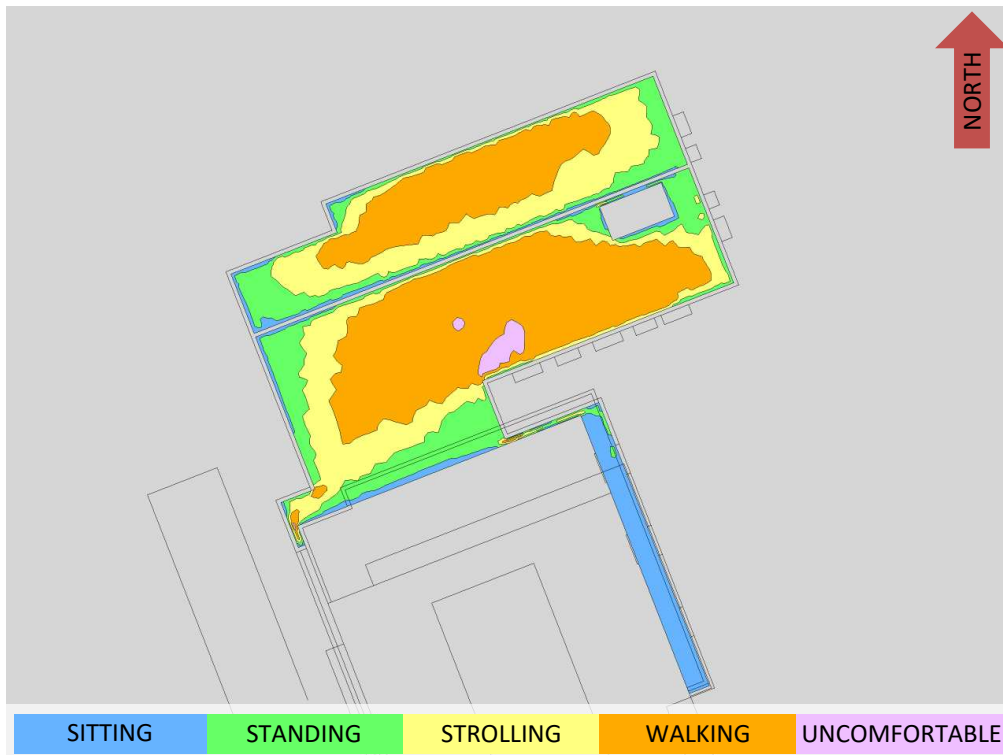 NORTH
SITTING
STANDING
STROLLING
WALKING
UNCOMFORTABLE